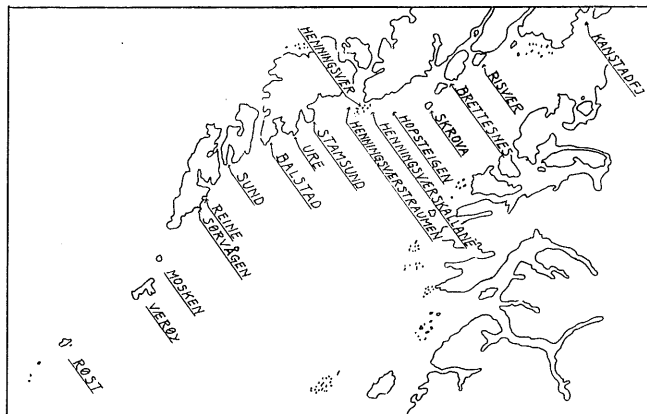 HENNINGSVÆR
KANSTADFJ
RISVÆR
BRETTESNES
SKROVA
HOPSTEIGEN
HENNINGSVÆRSKALLANE
HENNINGSVÆRSTRAUMEN
STAMSUND
URE
BALSTAD
SUND
REINE
SØRVÅGEN
MOSKEN
VÆRØY
RØST